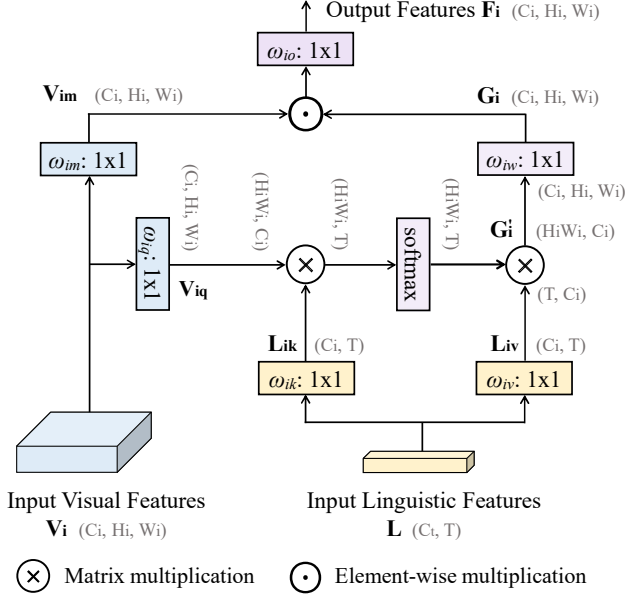 Output Features Fi (Ci, Hi, Wi)
ωio: 1x1
Vim (Ci, Hi, Wi)
Gi (Ci, Hi, Wi)
ωim: 1x1
ωiw: 1x1
(Ci, Hi, Wi)
(HiWi, Ci)
(HiWi, T)
(HiWi, T)
(Ci, Hi, Wi)
G'i (HiWi, Ci)
ωiq: 1x1
softmax
Viq
(T, Ci)
Lik (Ci, T)
Liv (Ci, T)
ωik: 1x1
ωiv: 1x1
Input Visual Features
Vi (Ci, Hi, Wi)
Input Linguistic Features
L (Ct, T)
Matrix multiplication
Element-wise multiplication